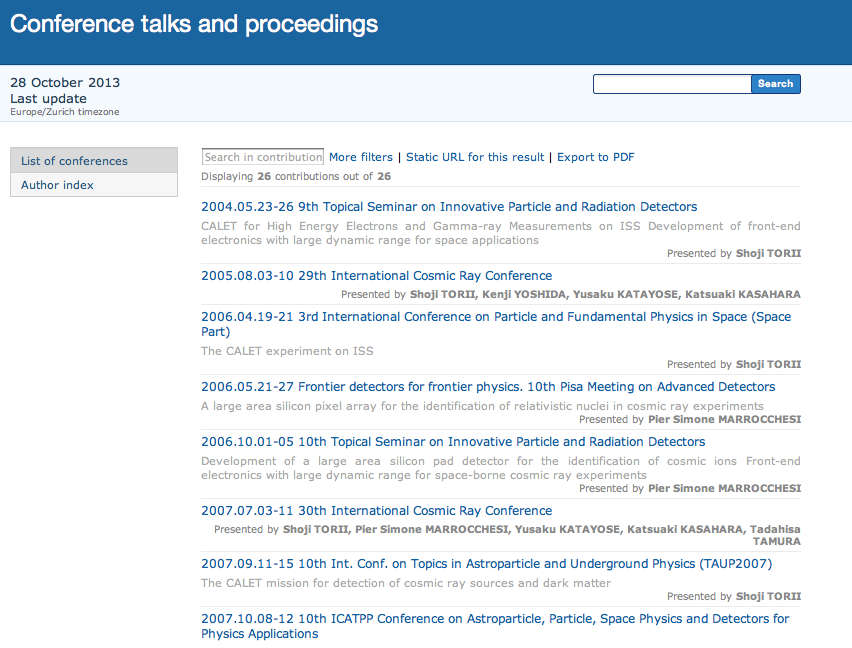 Conference talks and proceedings
28 October 2013
Last update
Europe/Zurich timezone
Search
List of conferences
Author index
Search in contribution More filters | Static URL for this result | Export to PDF
Displaying 26 contributions out of 26
2004.05.23-26 9th Topical Seminar on Innovative Particle and Radiation Detectors
CALET for High Energy Electrons and Gamma-ray Measurements on ISS Development of front-end
electronics with large dynamic range for space applications
Presented by Shoji TORII
2005.08.03-10 29th International Cosmic Ray Conference
Presented by Shoji TORII, Kenji YOSHIDA, Yusaku KATAYOSE, Katsuaki KASAHARA
2006.04.19-21 3rd International Conference on Particle and Fundamental Physics in Space (Space
Part)
The CALET experiment on ISS
Presented by Shoji TORII
2006.05.21-27 Frontier detectors for frontier physics. 10th Pisa Meeting on Advanced Detectors
A large area silicon pixel array for the identification of relativistic nuclei in cosmic ray experiments
Presented by Pier Simone MARROCCHESI
2006.10.01-05 10th Topical Seminar on Innovative Particle and Radiation Detectors
Development of a large area silicon pad detector for the identification of cosmic ions Front-end
electronics with large dynamic range for space-borne cosmic ray experiments
Presented by Pier Simone MARROCCHESI
2007.07.03-11 30th International Cosmic Ray Conference
Presented by Shoji TORII, Pier Simone MARROCCHESI, Yusaku KATAYOSE, Katsuaki KASAHARA, Tadahisa
TAMURA
2007.09.11-15 10th Int. Conf. on Topics in Astroparticle and Underground Physics (TAUP2007)
The CALET mission for detection of cosmic ray sources and dark matter
Presented by Shoji TORII
2007.10.08-12 10th ICATPP Conference on Astroparticle, Particle, Space Physics and Detectors for
Physics Applications